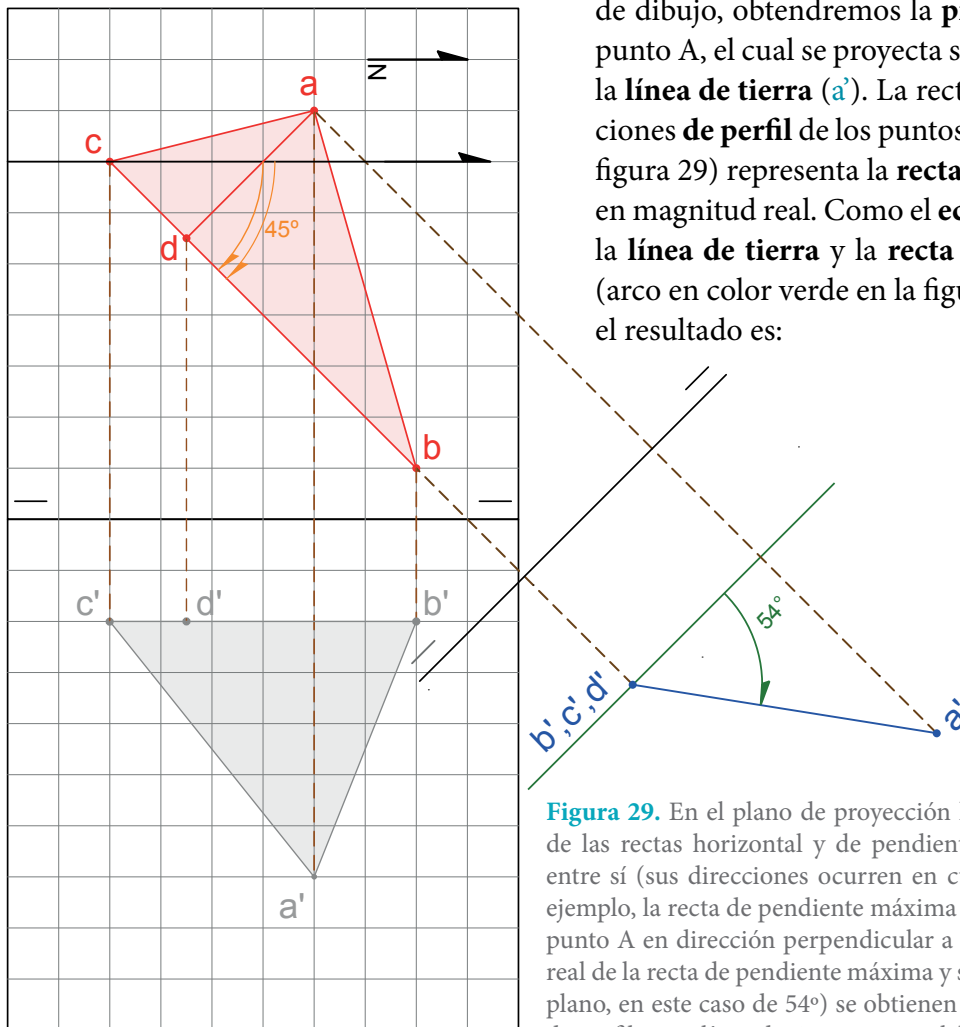 de dibujo, obtendremos la
punto A, el cual se proyecta
la línea de tierra (a’). La
ciones de perfil de los puntos
figura 29) representa la recta
en magnitud real. Como el
la línea de tierra y la recta
(arco en color verde en la
el resultado es:
N
a
c
d
45º
b
c'
d'
b'
a'
54°
b',c',d'
a'
Figura 29. En el plano de proyección
de las rectas horizontal y de
entre sí (sus direcciones ocurren en
ejemplo, la recta de pendiente máxima
punto A en dirección perpendicular a
real de la recta de pendiente máxima y
plano, en este caso de 54º) se obtienen